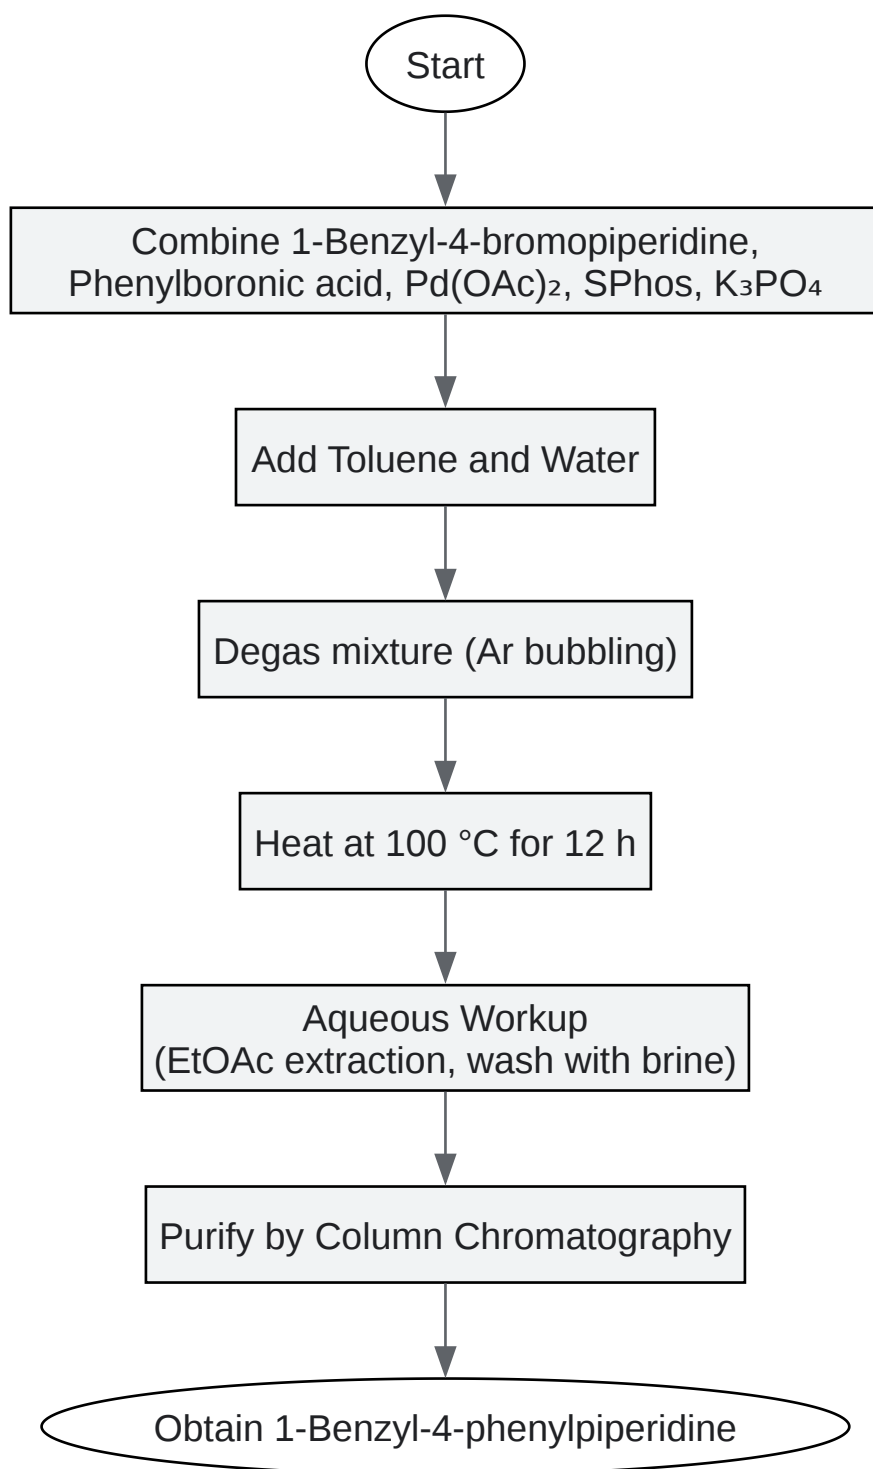 Start
Combine 1-Benzyl-4-bromopiperidine,
Phenylboronic acid, Pd(OAc)₂, SPhos, K₃PO₄
Add Toluene and Water
Degas mixture (Ar bubbling)
Heat at 100 °C for 12 h
Aqueous Workup
(EtOAc extraction, wash with brine)
Purify by Column Chromatography
Obtain 1-Benzyl-4-phenylpiperidine